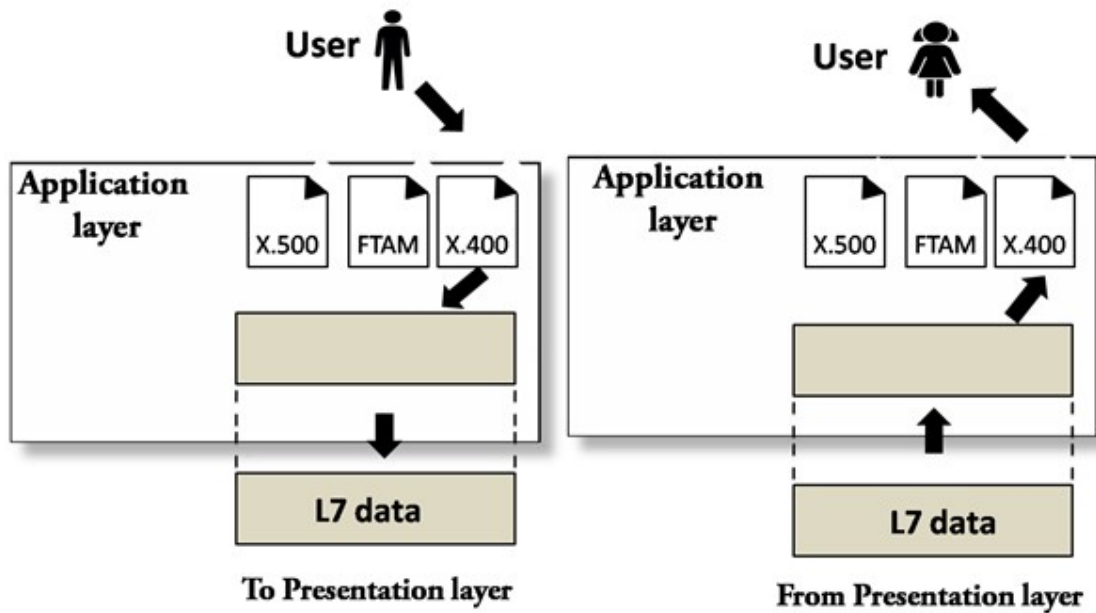 User
Application
layer
X.500 FTAM X.400
L7 data
To Presentation layer
User
Application
layer
X.500 FTAM X.400
L7 data
From Presentation layer